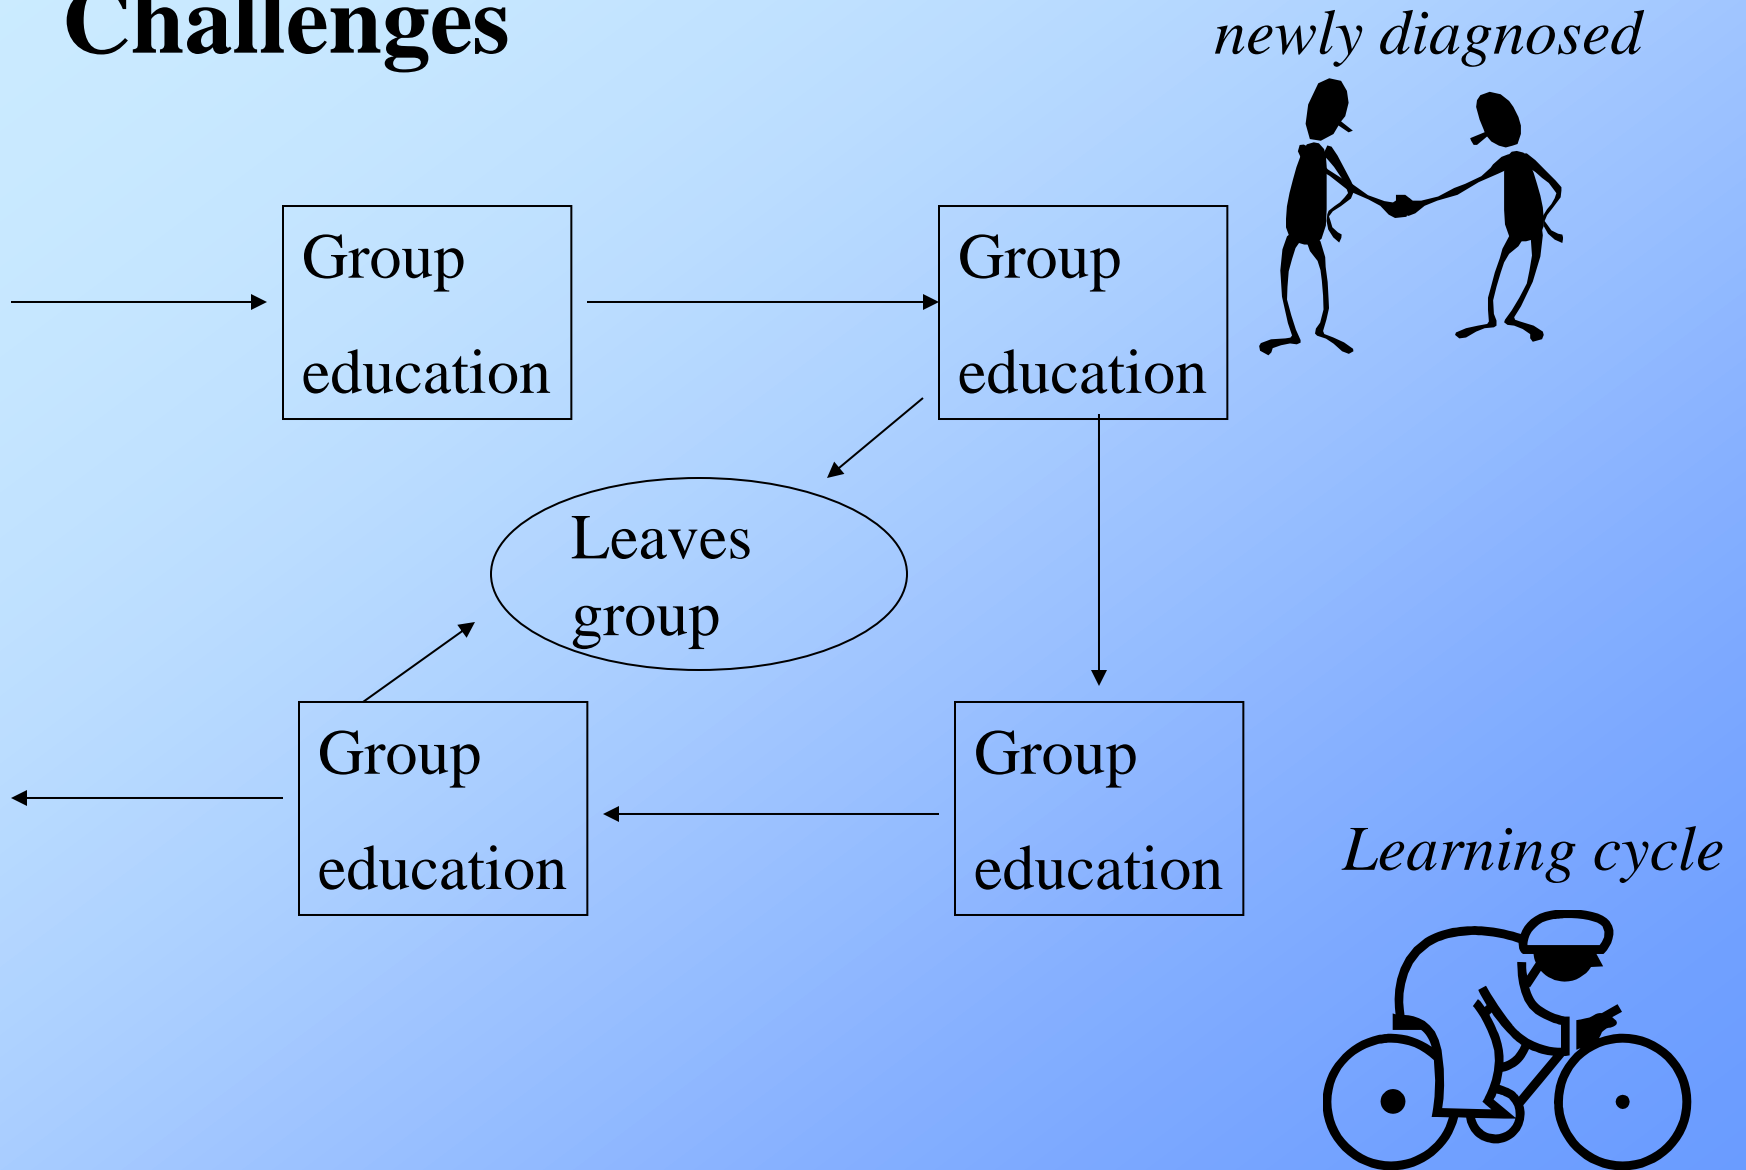 Challenges
newly diagnosed
Group
education
Group
education
Leaves
group
Group
education
Group
education
Learning cycle